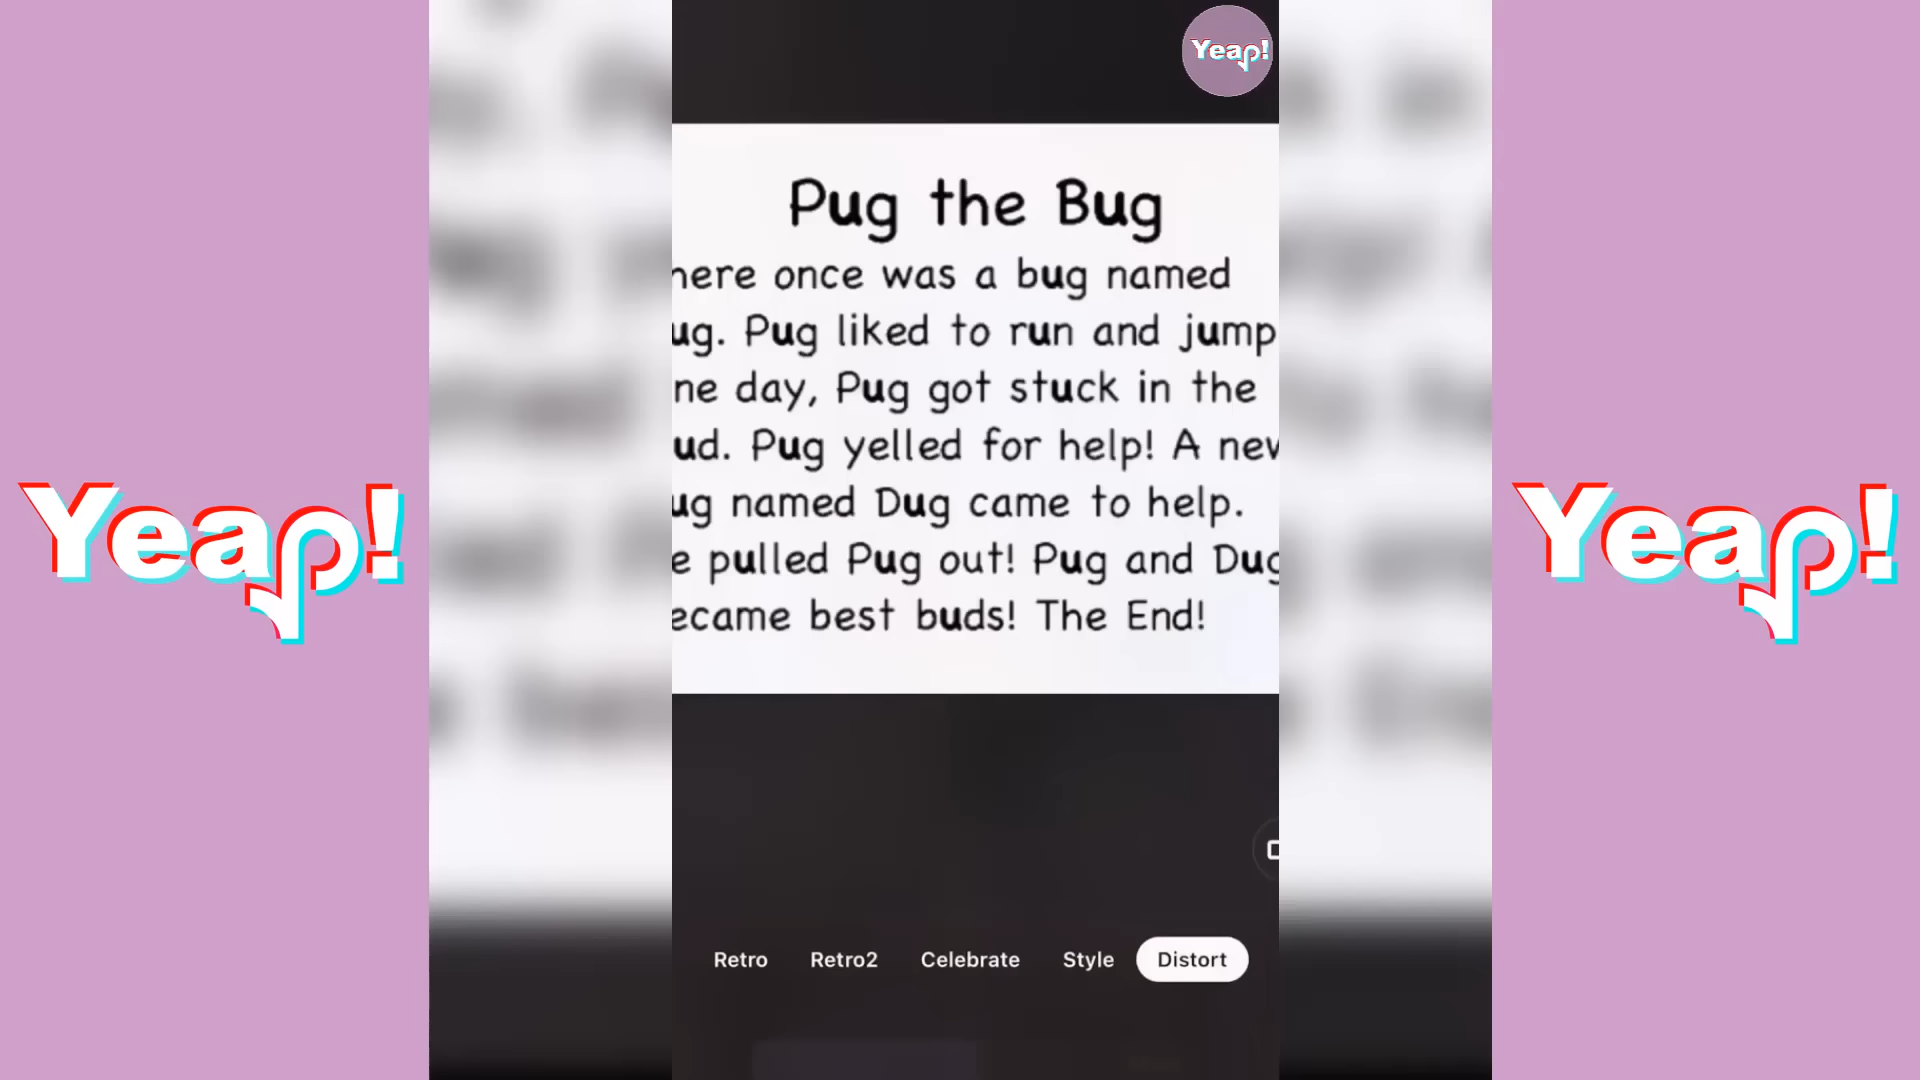 Yeap!
Pug the Bug
here once was a bug named
ug. Pug liked to run and jump
ne day, Pug got stuck in the
ud. Pug yelled for help! A new
ug named Dug came to help.
e pulled Pug out! Pug and Dug
ecame best buds! The End!
Yeap!
Yeap!
Retro Retro2 Celebrate Style Distort